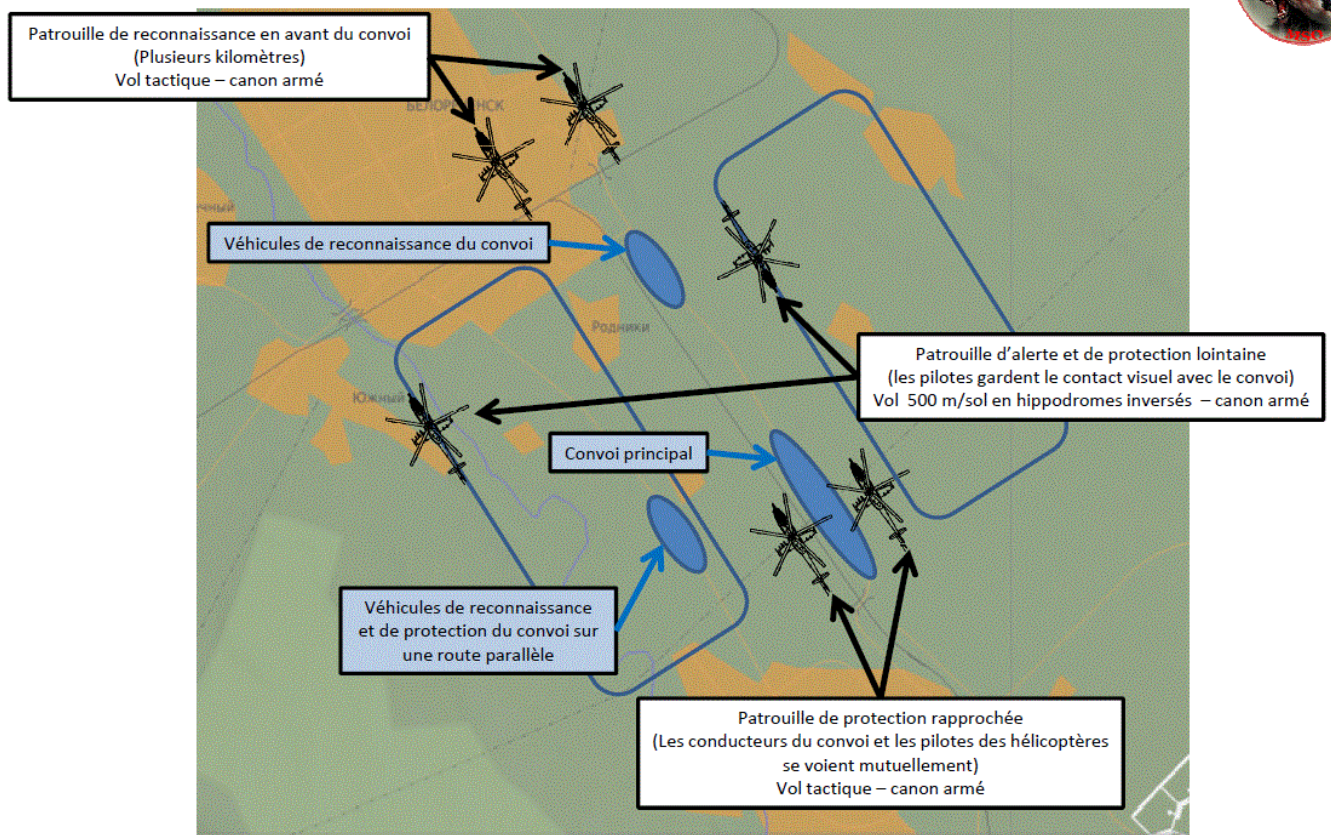 Patrouille de reconnaissance en avant du convoi
(Plusieurs kilomètres)
Vol tactique – canon armé
Véhicules de reconnaissance du convoi
Родники
Patrouille d’alerte et de protection lointaine
(les pilotes gardent le contact visuel avec le convoi)
Vol  500 m/sol en hippodromes inversés  – canon armé
Южный
Convoi principal
Véhicules de reconnaissance
et de protection du convoi sur
une route parallèle
Patrouille de protection rapprochée
(Les conducteurs du convoi et les pilotes des hélicoptères
se voient mutuellement)
Vol tactique – canon armé